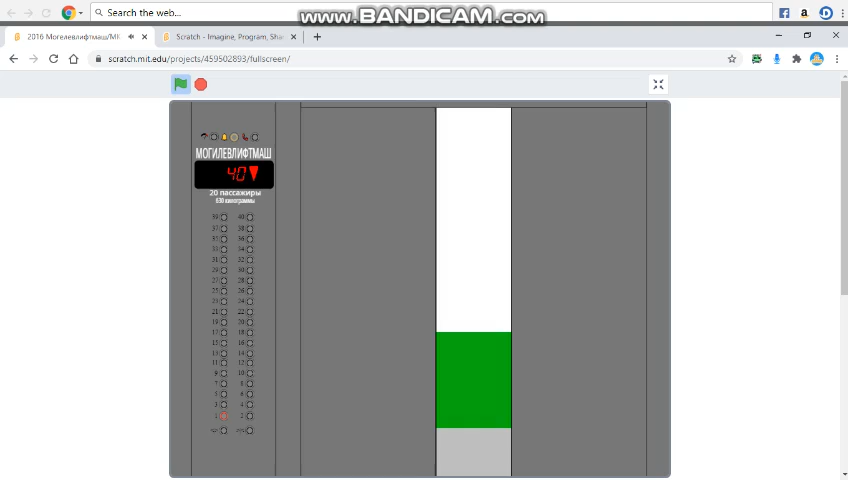 www.BANDICAM.com
Search the web...
2016 Могелевлифтмаш/МП
Scratch - Imagine, Program, Shar
scratch.mit.edu/projects/459502893/fullscreen/
МОГИЛЕВЛИФТМАШ
40
20 пассажиры
630 килограммы
39 40
37 38
35 36
33 34
31 32
29 30
27 28
25 26
23 24
21 22
19 20
17 18
15 16
13 14
11 12
9 10
7 8
5 6
3 4
1 2